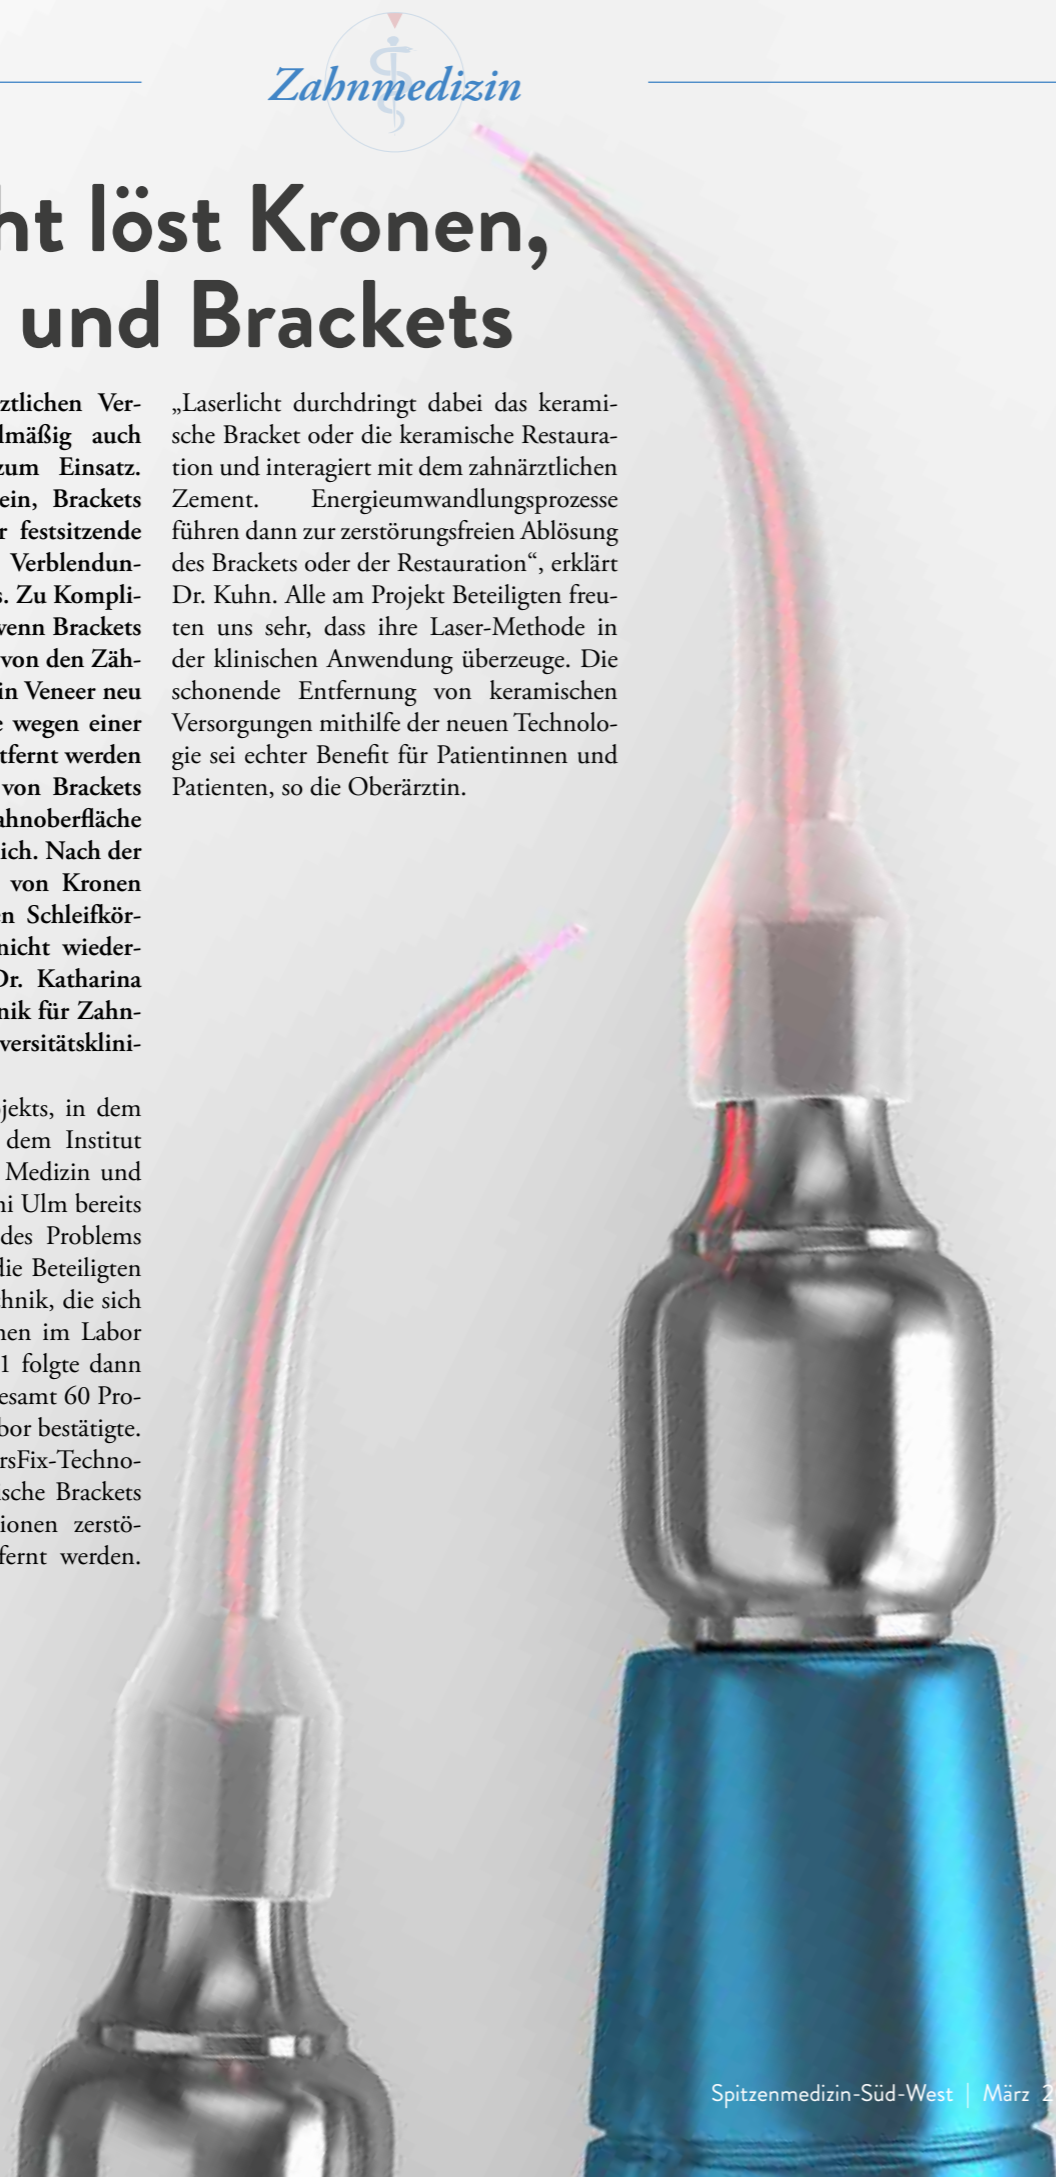 Zahnmedizin
ht löst Kronen,
und Brackets
ztlichen Ver-
lmäßig auch
zum Einsatz.
ein, Brackets
r festsitzende
Verblendun-
s. Zu Kompli-
wenn Brackets
von den Zäh-
in Veneer neu
e wegen einer
tfernt werden
von Brackets
ahnoberfläche
ich. Nach der
von Kronen
en Schleifkör-
nicht wieder-
Dr. Katharina
nik für Zahn-
versitätsklini-
jekts, in dem
dem Institut
Medizin und
ni Ulm bereits
des Problems
die Beteiligten
chnik, die sich
nen im Labor
1 folgte dann
esamt 60 Pro-
bor bestätigte.
rsFix-Techno-
ische Brackets
ionen zerstö-
fernt werden.
„Laserlicht durchdringt dabei das kerami-
sche Bracket oder die keramische Restaura-
tion und interagiert mit dem zahnärztlichen
Zement. Energieumwandlungsprozesse
führen dann zur zerstörungsfreien Ablösung
des Brackets oder der Restauration“, erklärt
Dr. Kuhn. Alle am Projekt Beteiligten freu-
ten uns sehr, dass ihre Laser-Methode in
der klinischen Anwendung überzeuge. Die
schonende Entfernung von keramischen
Versorgungen mithilfe der neuen Technolo-
gie sei echter Benefit für Patientinnen und
Patienten, so die Oberärztin.
Spitzenmedizin-Süd-West | März 2